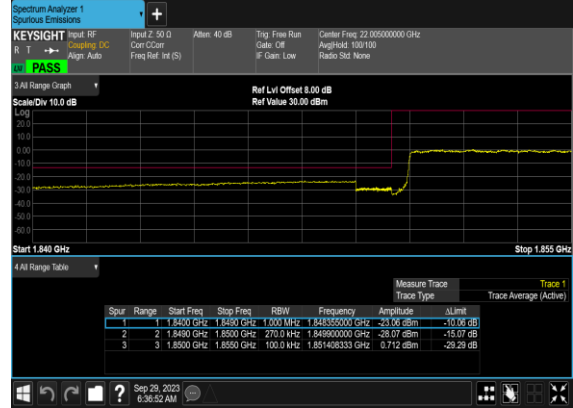 Spectrum Analyzer 1
Spurious Emissions
KEYSIGHT Input: RF Input Z: 50 Ω Atten: 40 dB Trig: Free Run Center Freq: 22.005000000 GHz
R T Coupling: DC Corr CCorr Gate: Off Avg|Hold: 100/100
Align: Auto Freq Ref: Int (S) IF Gain: Low Radio Std: None
PASS
3 All Range Graph
Ref Lvl Offset 8.00 dB
Scale/Div 10.0 dB Ref Value 30.00 dBm
Log
20.0
10.0
0.00
-10.0
-20.0
-30.0
-40.0
-50.0
-60.0
Start 1.840 GHz Stop 1.855 GHz
4 All Range Table
Measure Trace Trace 1
Trace Type Trace Average (Active)
Spur Range Start Freq Stop Freq RBW Frequency Amplitude ΔLimit
1 1 1.8400 GHz 1.8490 GHz 1.000 MHz 1.848355000 GHz -23.06 dBm -10.06 dB
2 2 1.8490 GHz 1.8500 GHz 270.0 kHz 1.849900000 GHz -28.07 dBm -15.07 dB
3 3 1.8500 GHz 1.8550 GHz 100.0 kHz 1.851408333 GHz 0.712 dBm -29.29 dB
Sep 29, 2023
6:36:52 AM